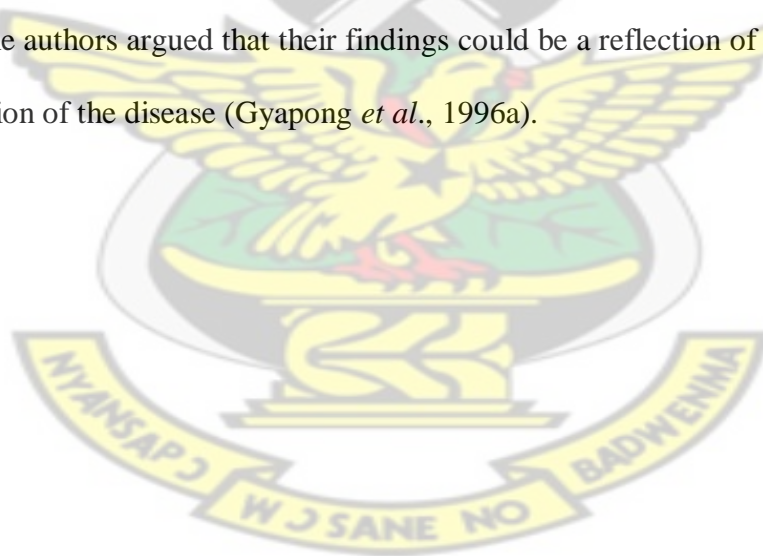 e authors argued that their findings could be a reflection of
ion of the disease (Gyapong et al., 1996a).
NYANSAPƆ
WƆSANE NO
BADWENMA